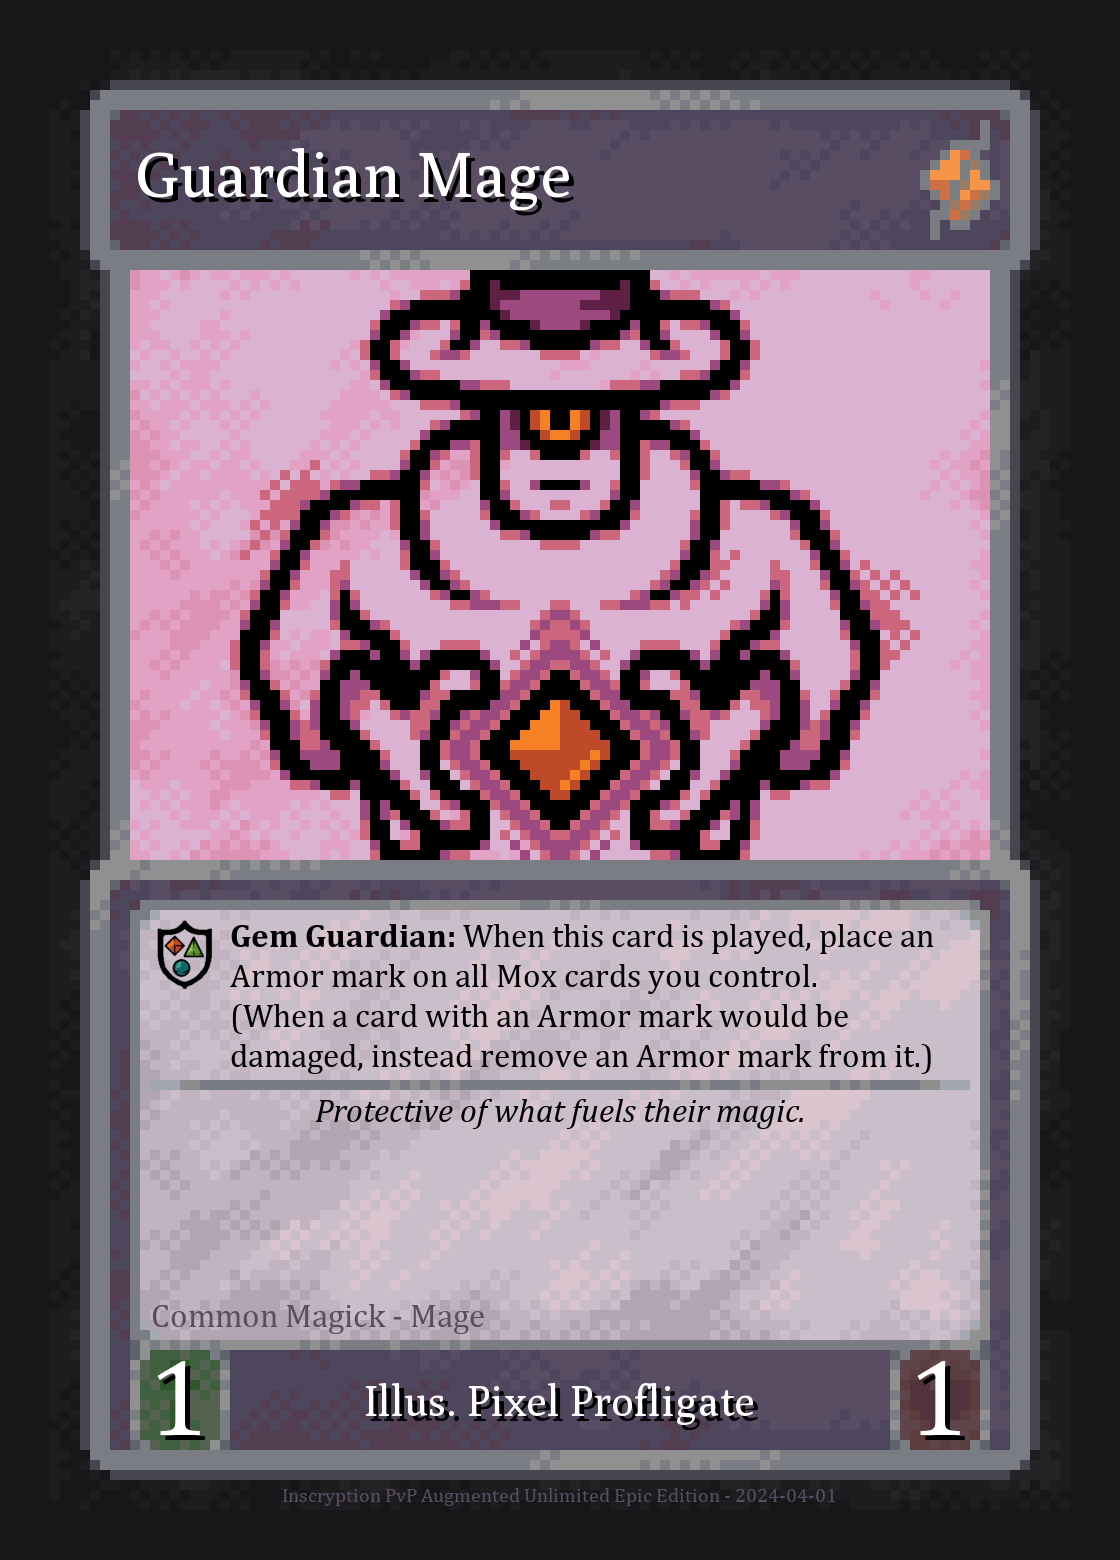 Guardian Mage
Gem Guardian: When this card is played, place an
Armor mark on all Mox cards you control.
(When a card with an Armor mark would be
damaged, instead remove an Armor mark from it.)
Protective of what fuels their magic.
Common Magick - Mage
1 Illus. Pixel Profligate 1
Inscryption PvP Augmented Unlimited Epic Edition - 2024-04-01